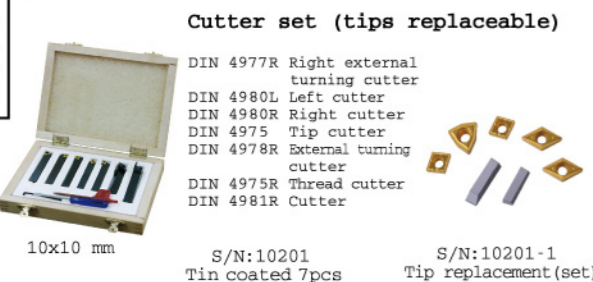 Cutter set (tips replaceable)
DIN 4977R Right external
turning cutter
DIN 4980L Left cutter
DIN 4980R Right cutter
DIN 4975 Tip cutter
DIN 4978R External turning
cutter
DIN 4975R Thread cutter
DIN 4981R Cutter
10x10 mm
S/N:10201
Tin coated 7pcs
S/N:10201-1
Tip replacement(set)